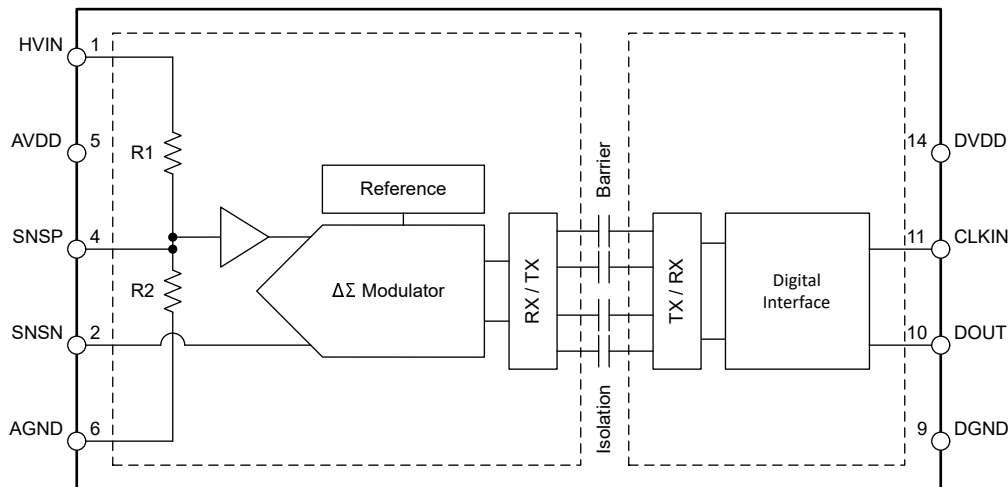 HVIN 1
AVDD 5
SNSP 4
SNSN 2
AGND 6
R1
R2
Reference
ΔΣ Modulator
RX / TX
Barrier
Isolation
TX / RX
Digital
Interface
14 DVDD
11 CLKIN
10 DOUT
9 DGND